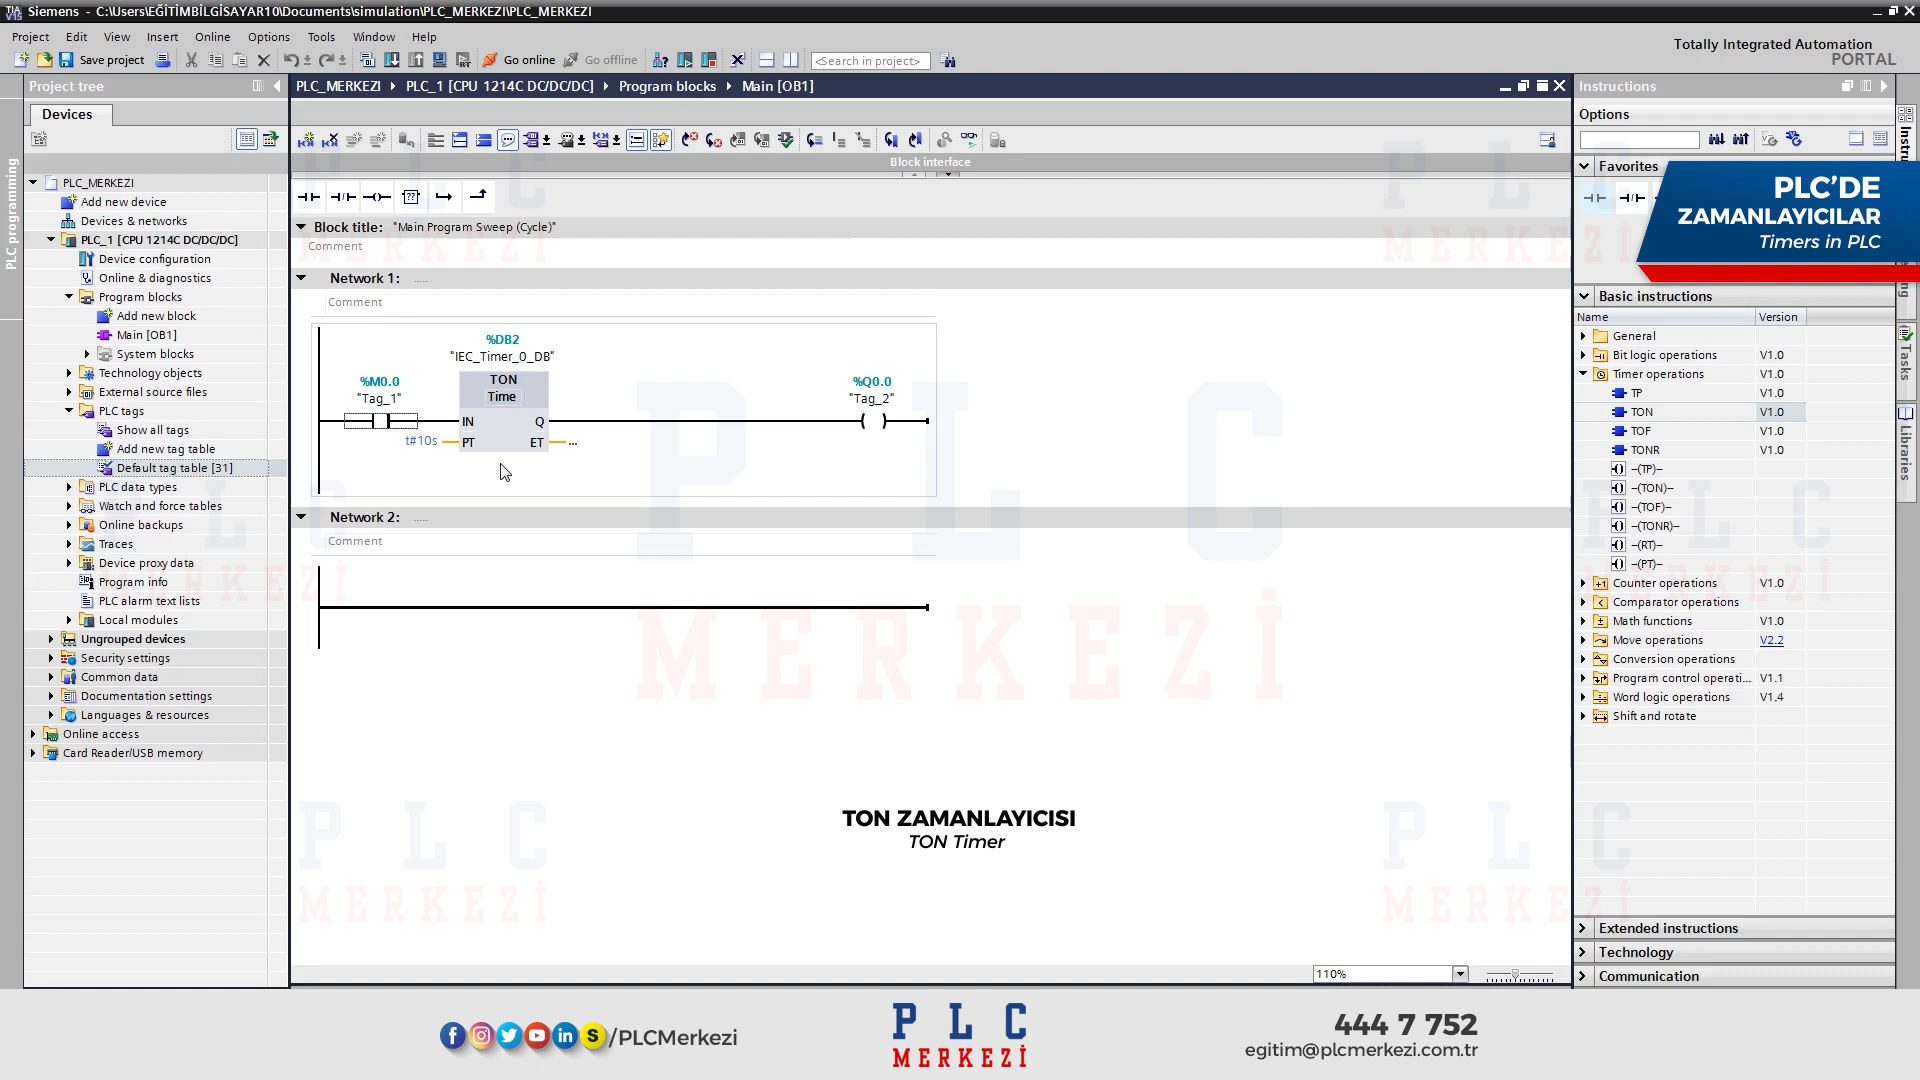 Siemens - C:\Users\EĞİTİMBİLGİSAYAR10\Documents\simulation\PLC_MERKEZI\PLC_MERKEZI
Project Edit View Insert Online Options Tools Window Help
Totally Integrated Automation
PORTAL
Save project
Go online
Go offline
<Search in project>
Project tree
PLC_MERKEZI PLC_1 [CPU 1214C DC/DC/DC] Program blocks Main [OB1]
Instructions
Devices
Options
PLC programming
Block interface
Favorites
PLC'DE
ZAMANLAYICILAR
Timers in PLC
PLC_MERKEZI
Add new device
Devices & networks
PLC_1 [CPU 1214C DC/DC/DC]
Device configuration
Online & diagnostics
Program blocks
Add new block
Main [OB1]
System blocks
Technology objects
External source files
PLC tags
Show all tags
Add new tag table
Default tag table [31]
PLC data types
Watch and force tables
Online backups
Traces
Device proxy data
Program info
PLC alarm text lists
Local modules
Ungrouped devices
Security settings
Common data
Documentation settings
Languages & resources
Online access
Card Reader/USB memory
Block title: "Main Program Sweep (Cycle)"
Comment
Network 1: .....
Comment
%DB2
"IEC_Timer_0_DB"
%M0.0
"Tag_1"
TON
Time
%Q0.0
"Tag_2"
IN Q
t#10s PT ET ...
Network 2: .....
Comment
PLC
MERKEZİ
TON ZAMANLAYICISI
TON Timer
110%
Basic instructions
Name Version
General
Bit logic operations V1.0
Timer operations V1.0
TP V1.0
TON V1.0
TOF V1.0
TONR V1.0
-(TP)-
-(TON)-
-(TOF)-
-(TONR)-
-(RT)-
-(PT)-
Counter operations V1.0
Comparator operations
Math functions V1.0
Move operations V2.2
Conversion operations
Program control operati... V1.1
Word logic operations V1.4
Shift and rotate
Extended instructions
Technology
Communication
Tasks
Libraries
/PLCMerkezi
PLC
MERKEZİ
444 7 752
egitim@plcmerkezi.com.tr